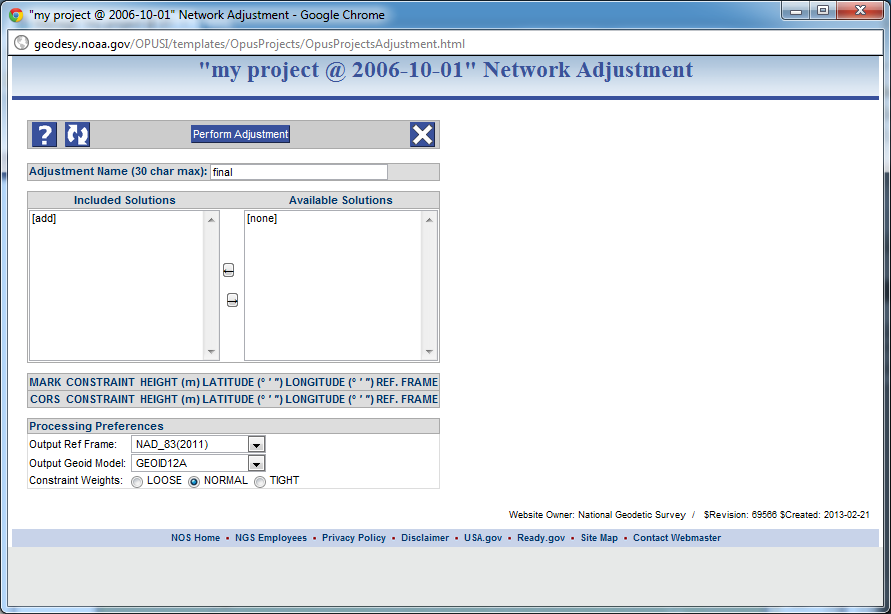 "my project @ 2006-10-01" Network Adjustment - Google Chrome
geodesy.noaa.gov/OPUSI/templates/OpusProjects/OpusProjectsAdjustment.html
"my project @ 2006-10-01" Network Adjustment
? Perform Adjustment
Adjustment Name (30 char max): final
Included Solutions Available Solutions
[add] [none]
MARK CONSTRAINT HEIGHT (m) LATITUDE (° ' ") LONGITUDE (° ' ") REF. FRAME
CORS CONSTRAINT HEIGHT (m) LATITUDE (° ' ") LONGITUDE (° ' ") REF. FRAME
Processing Preferences
Output Ref Frame: NAD_83(2011)
Output Geoid Model: GEOID12A
Constraint Weights: LOOSE NORMAL TIGHT
Website Owner: National Geodetic Survey / $Revision: 69566 $Created: 2013-02-21
NOS Home • NGS Employees • Privacy Policy • Disclaimer • USA.gov • Ready.gov • Site Map • Contact Webmaster